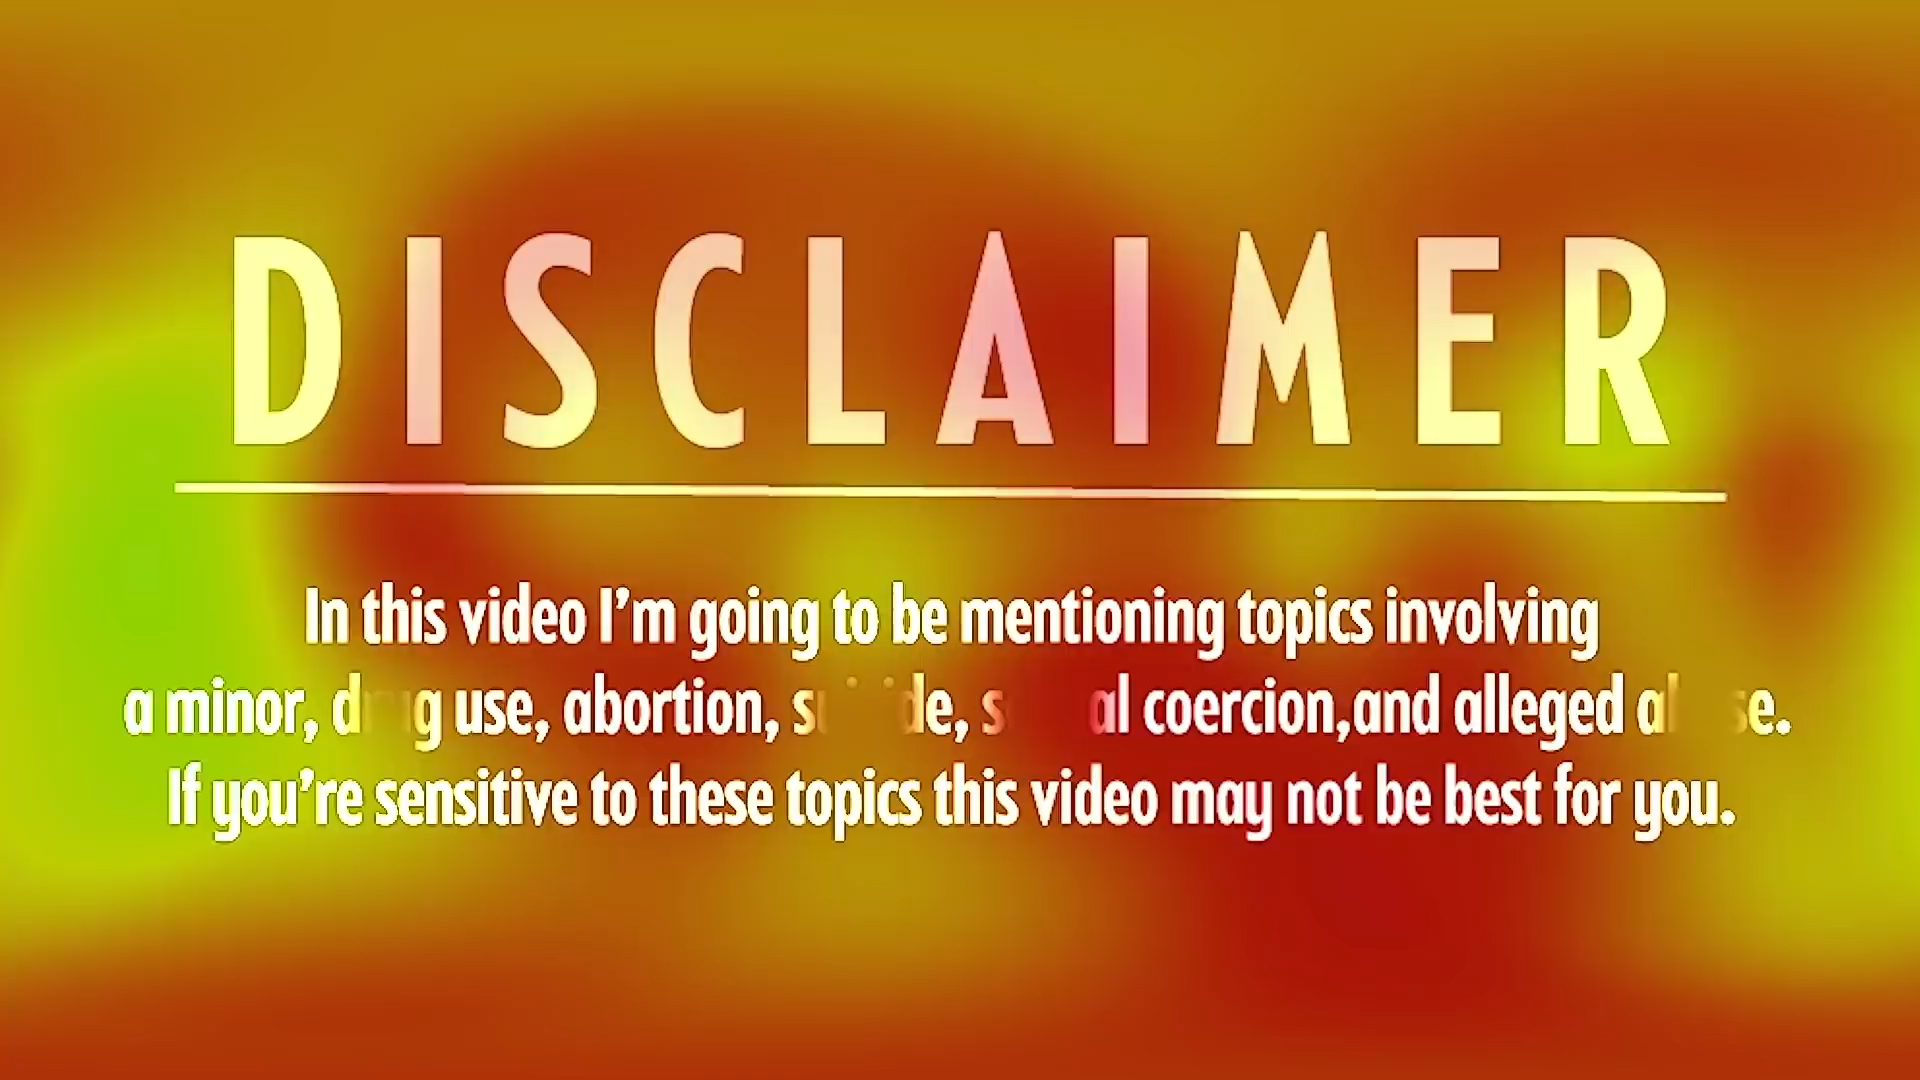 DISCLAIMER
In this video I'm going to be mentioning topics involving
a minor, use, abortion, coercion,and alleged
If you're sensitive to these topics this video may not be best for you.